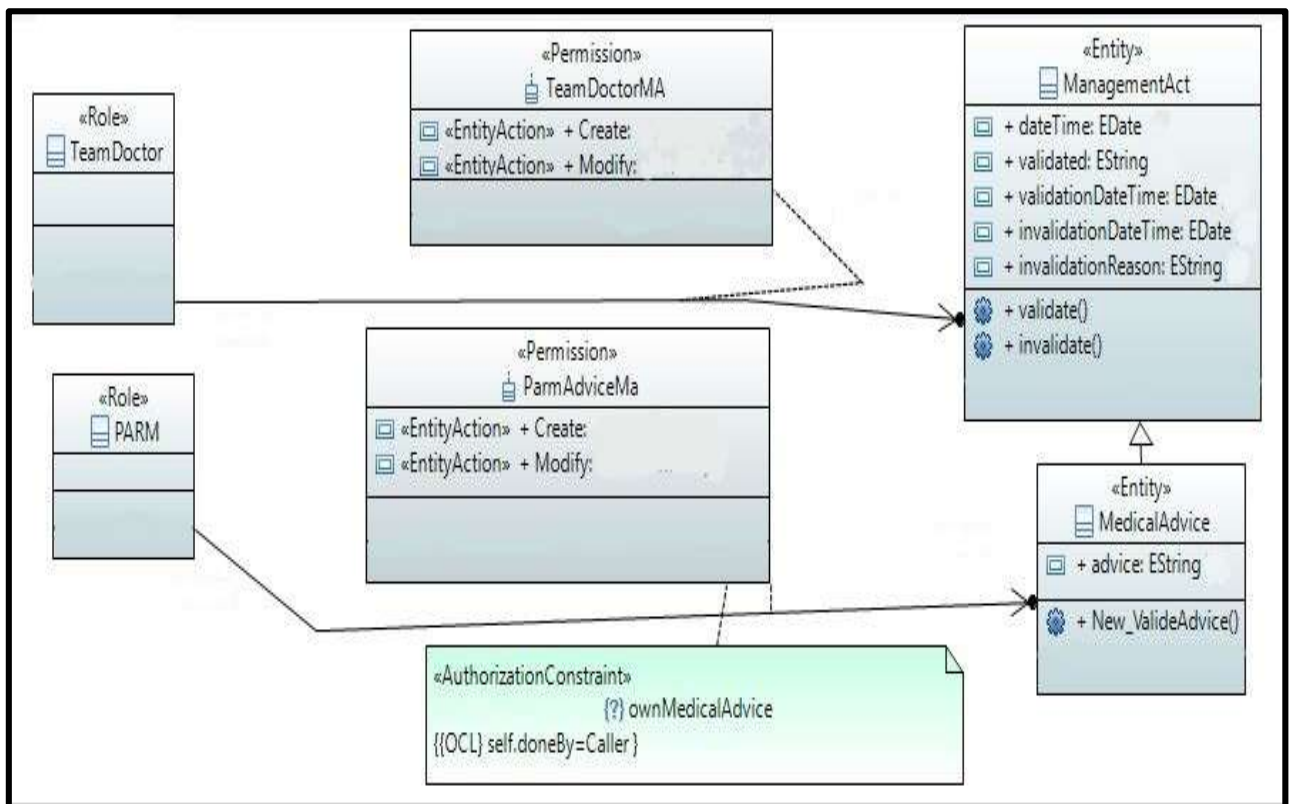 «Role»
TeamDoctor
«Permission»
TeamDoctorMA
«EntityAction» + Create:
«EntityAction» + Modify:
«Entity»
ManagementAct
+ dateTime: EDate
+ validated: EString
+ validationDateTime: EDate
+ invalidationDateTime: EDate
+ invalidationReason: EString
+ validate()
+ invalidate()
«Role»
PARM
«Permission»
ParmAdviceMa
«EntityAction» + Create:
«EntityAction» + Modify:
«Entity»
MedicalAdvice
+ advice: EString
+ New_ValideAdvice()
«AuthorizationConstraint»
{?} ownMedicalAdvice
{{OCL} self.doneBy=Caller }